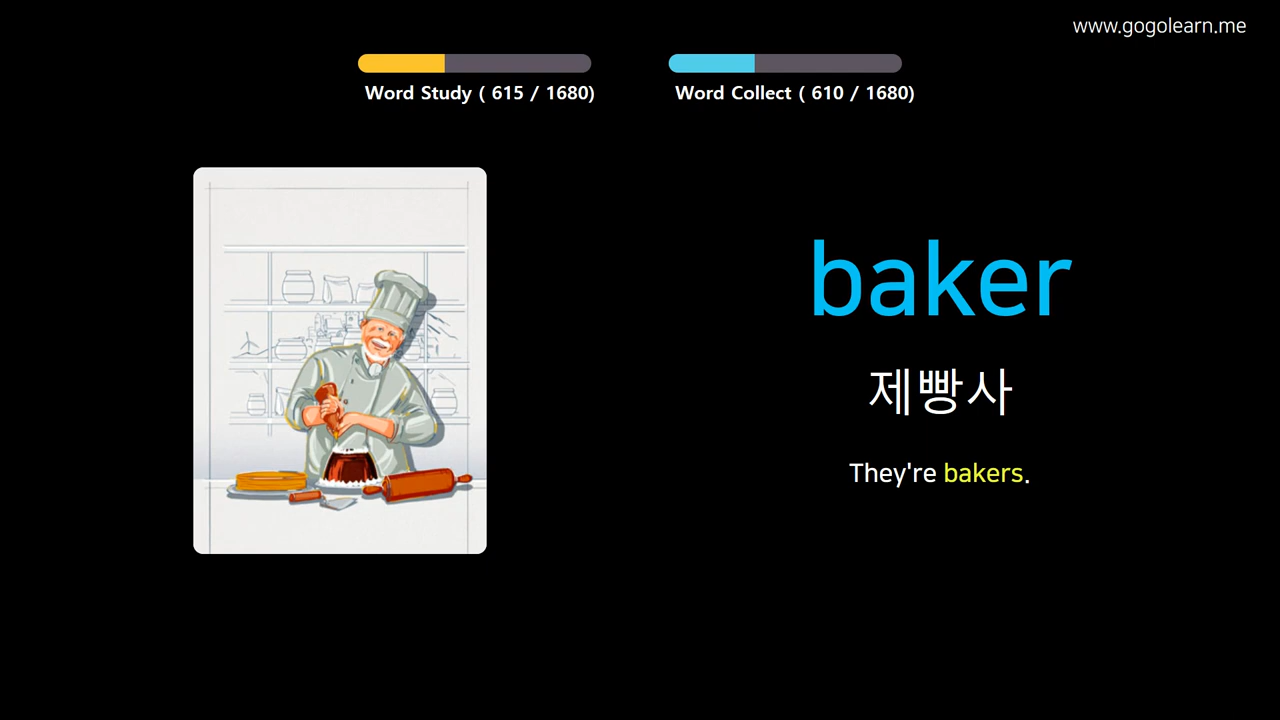 www.gogolearn.me
Word Study ( 615 / 1680)
Word Collect ( 610 / 1680)
baker
제빵사
They're bakers.